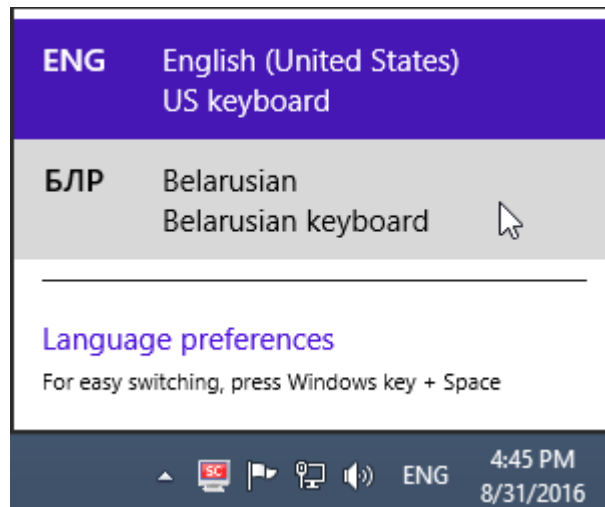 ENG English (United States)
US keyboard
БЛР Belarusian
Belarusian keyboard
Language preferences
For easy switching, press Windows key + Space
SC
ENG
4:45 PM
8/31/2016